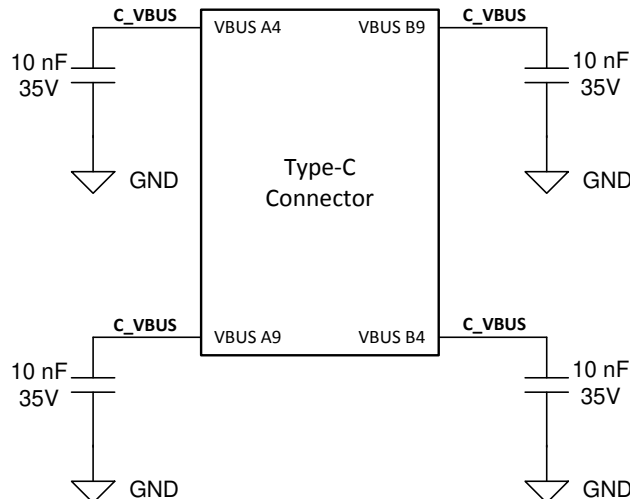 C_VBUS VBUS A4 VBUS B9 C_VBUS
10 nF 10 nF
35V 35V
Type-C
GND GND
Connector
C_VBUS VBUS A9 VBUS B4 C_VBUS
10 nF 10 nF
35V 35V
GND GND